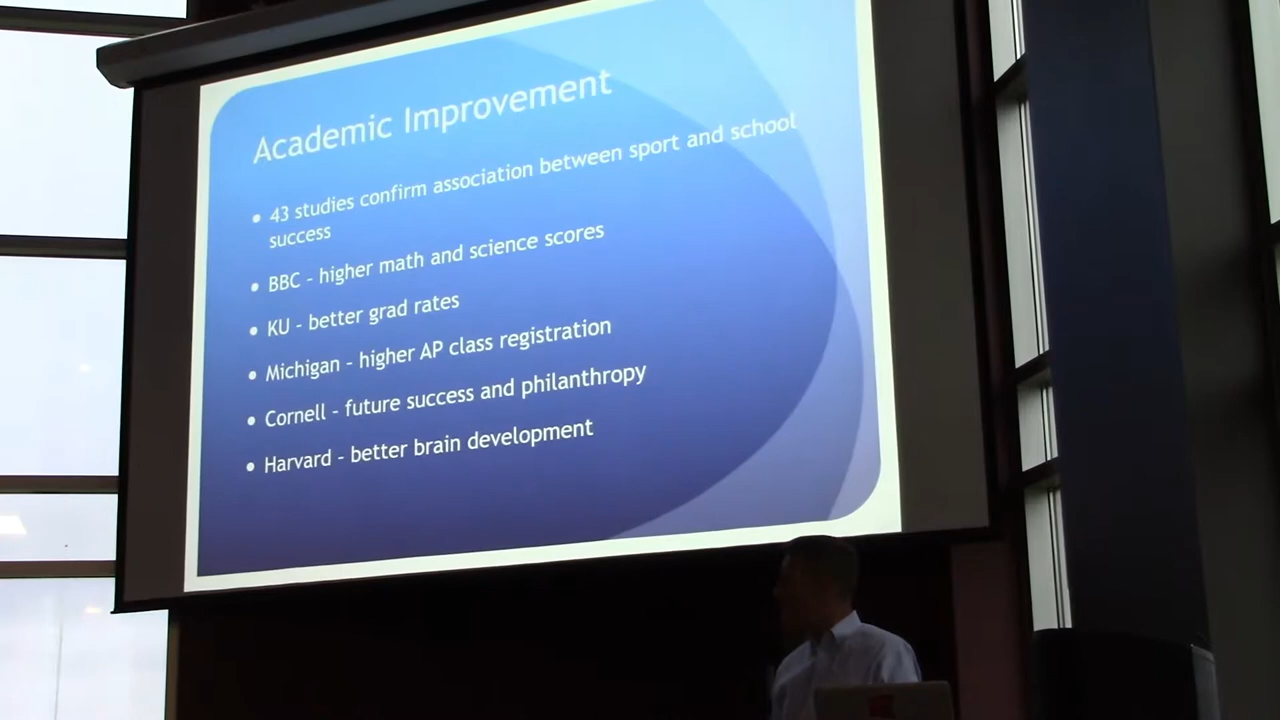 Academic Improvement
• 43 studies confirm association between sport and school
success
• BBC – higher math and science scores
• KU - better grad rates
• Michigan – higher AP class registration
• Cornell – future success and philanthropy
• Harvard – better brain development